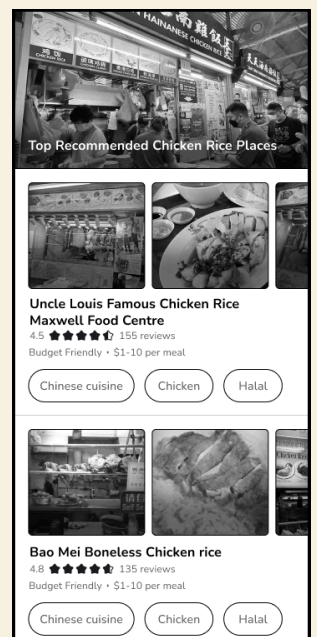 HAINANESE CHICKEN RICE
Top Recommended Chicken Rice Places
Uncle Louis Famous Chicken Rice
Maxwell Food Centre
4.5 155 reviews
Budget Friendly • $1-10 per meal
Chinese cuisine Chicken Halal
Bao Mei Boneless Chicken rice
4.8 135 reviews
Budget Friendly • $1-10 per meal
Chinese cuisine Chicken Halal